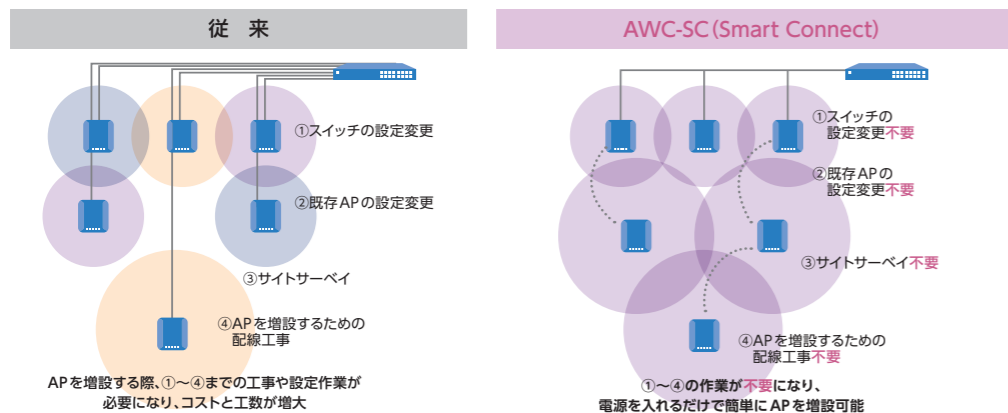 従 来
①スイッチの設定変更
②既存APの設定変更
③サイトサーベイ
④APを増設するための
配線工事
APを増設する際、①〜④までの工事や設定作業が
必要になり、コストと工数が増大
AWC-SC(Smart Connect)
①スイッチの
設定変更不要
②既存APの
設定変更不要
③サイトサーベイ不要
④APを増設するための
配線工事不要
①〜④の作業が不要になり、
電源を入れるだけで簡単にAPを増設可能